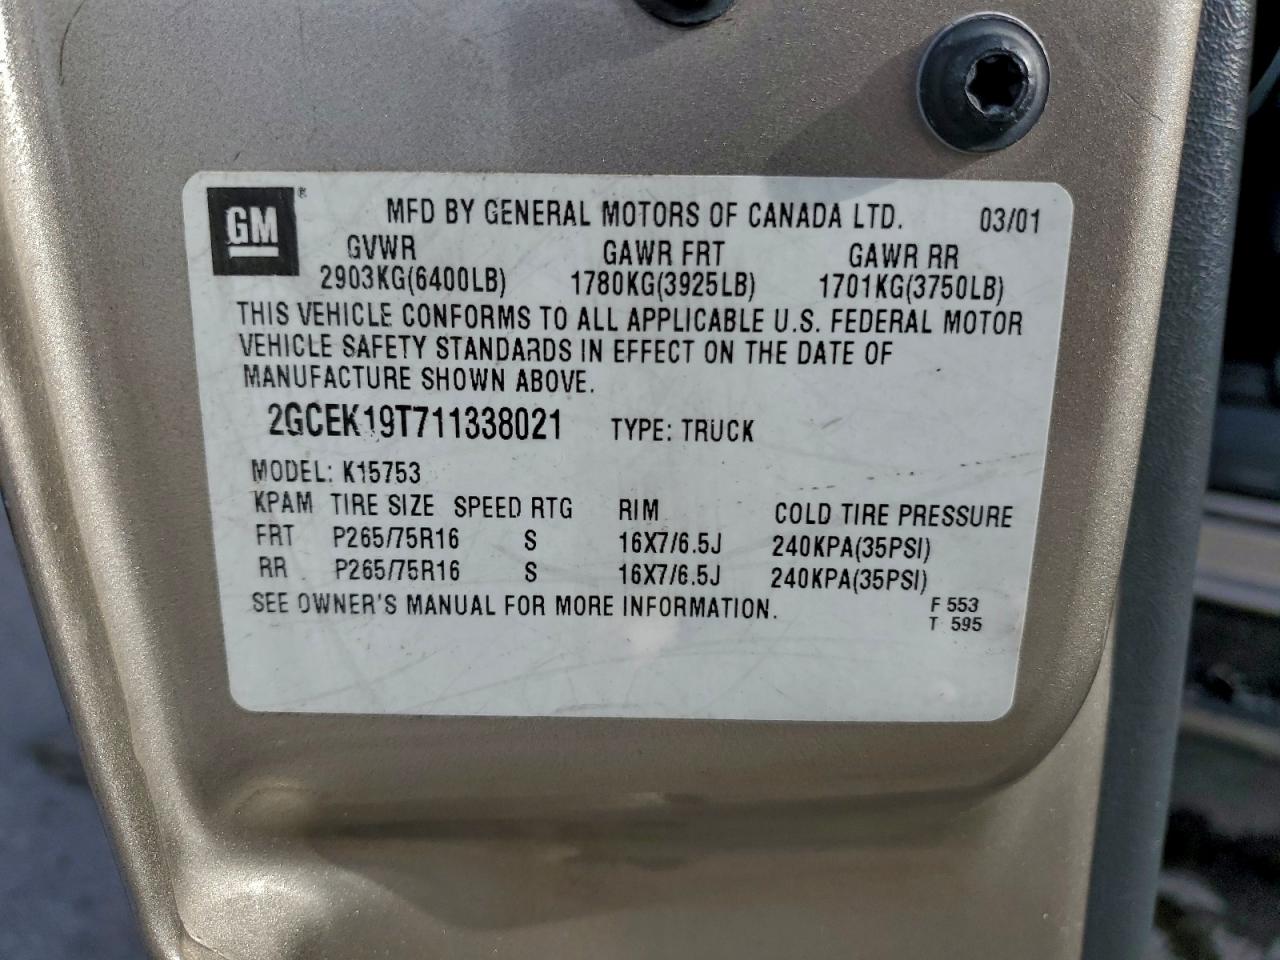 GM ® MFD BY GENERAL MOTORS OF CANADA LTD. 03/01
GVWR GAWR FRT GAWR RR
2903KG(6400LB) 1780KG(3925LB) 1701KG(3750LB)
THIS VEHICLE CONFORMS TO ALL APPLICABLE U.S. FEDERAL MOTOR
VEHICLE SAFETY STANDARDS IN EFFECT ON THE DATE OF
MANUFACTURE SHOWN ABOVE.
2GCEK19T711338021 TYPE: TRUCK
MODEL: K15753
KPAM TIRE SIZE SPEED RTG RIM COLD TIRE PRESSURE
FRT P265/75R16 S 16X7/6.5J 240KPA(35PSI)
RR P265/75R16 S 16X7/6.5J 240KPA(35PSI)
SEE OWNER'S MANUAL FOR MORE INFORMATION. F 553
T 595